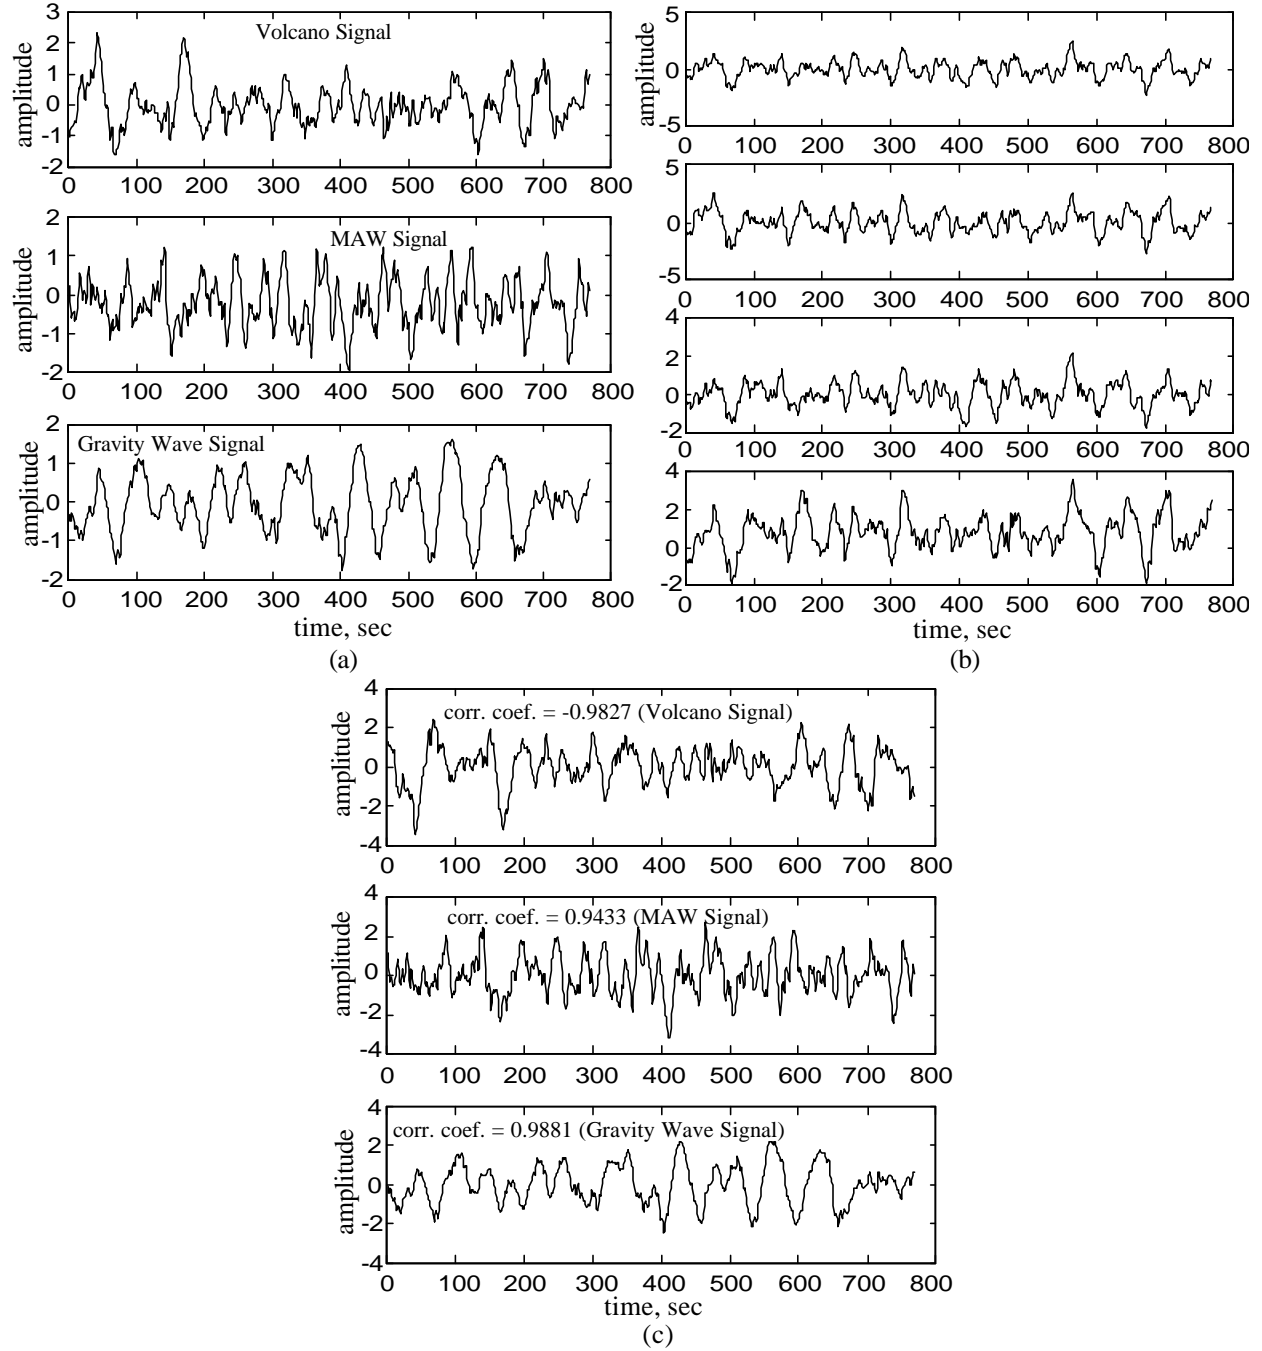 3
2
1
0
-1
-2
amplitude
Volcano Signal
0 100 200 300 400 500 600 700 800
2
1
0
-1
-2
amplitude
MAW Signal
0 100 200 300 400 500 600 700 800
2
1
0
-1
-2
amplitude
Gravity Wave Signal
0 100 200 300 400 500 600 700 800
time, sec
(a)
5
0
-5
amplitude
0 100 200 300 400 500 600 700 800
5
0
-5
0 100 200 300 400 500 600 700 800
4
2
0
-2
0 100 200 300 400 500 600 700 800
4
2
0
-2
0 100 200 300 400 500 600 700 800
time, sec
(b)
4
2
0
-2
-4
amplitude
corr. coef. = -0.9827 (Volcano Signal)
0 100 200 300 400 500 600 700 800
4
2
0
-2
-4
amplitude
corr. coef. = 0.9433 (MAW Signal)
0 100 200 300 400 500 600 700 800
4
2
0
-2
-4
amplitude
corr. coef. = 0.9881 (Gravity Wave Signal)
0 100 200 300 400 500 600 700 800
time, sec
(c)